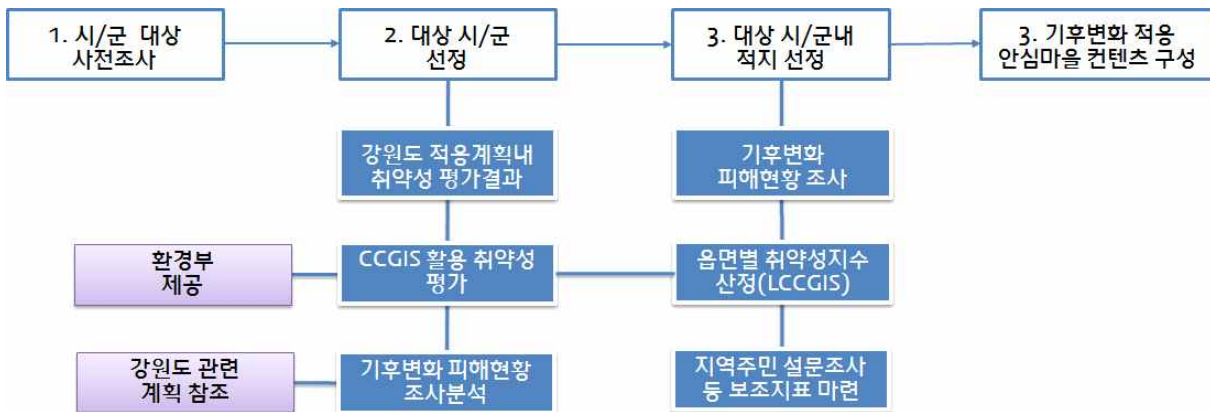 1. 시/군 대상
사전조사
2. 대상 시/군
선정
3. 대상 시/군내
적지 선정
3. 기후변화 적응
안심마을 컨텐츠 구성
강원도 적응계획내
취약성 평가결과
기후변화
피해현황 조사
환경부
제공
CCGIS 활용 취약성
평가
읍면별 취약성지수
산정(LCCGIS)
강원도 관련
계획 참조
기후변화 피해현황
조사분석
지역주민 설문조사
등 보조지표 마련